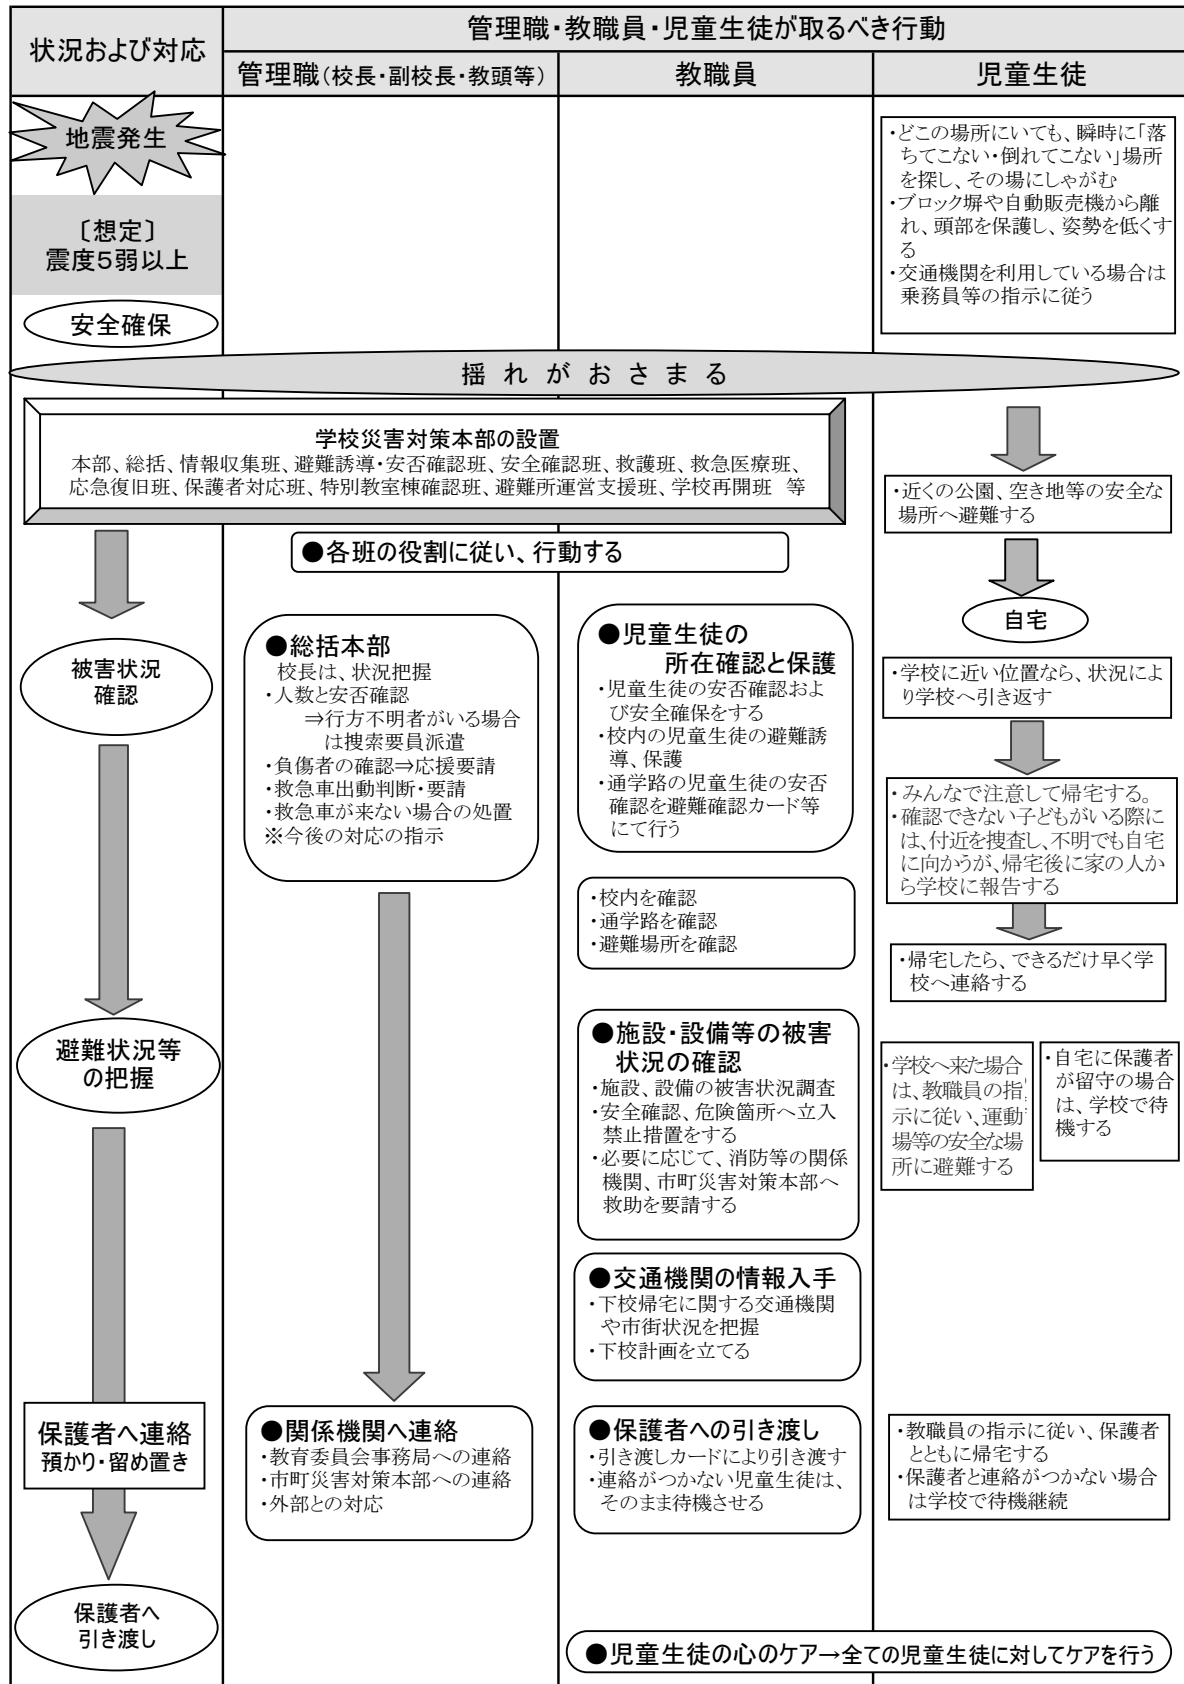 状況および対応
管理職・教職員・児童生徒が取るべき行動
管理職(校長・副校長・教頭等)
教職員
児童生徒
地震発生
〔想定〕
震度5弱以上
安全確保
・どこの場所にいても、瞬時に「落
ちてこない・倒れてこない」場所
を探し、その場にしゃがむ
・ブロック塀や自動販売機から離
れ、頭部を保護し、姿勢を低くす
る
・交通機関を利用している場合は
乗務員等の指示に従う
揺れがおさまる
学校災害対策本部の設置
本部、総括、情報収集班、避難誘導・安否確認班、安全確認班、救護班、救急医療班、
応急復旧班、保護者対応班、特別教室棟確認班、避難所運営支援班、学校再開班 等
●各班の役割に従い、行動する
・近くの公園、空き地等の安全な
場所へ避難する
自宅
被害状況
確認
●総括本部
校長は、状況把握
・人数と安否確認
⇒行方不明者がいる場合
は捜索要員派遣
・負傷者の確認⇒応援要請
・救急車出動判断・要請
・救急車が来ない場合の処置
※今後の対応の指示
●児童生徒の
所在確認と保護
・児童生徒の安否確認およ
び安全確保をする
・校内の児童生徒の避難誘
導、保護
・通学路の児童生徒の安否
確認を避難確認カード等
にて行う
・校内を確認
・通学路を確認
・避難場所を確認
・学校に近い位置なら、状況によ
り学校へ引き返す
・みんなで注意して帰宅する。
・確認できない子どもがいる際に
は、付近を捜査し、不明でも自宅
に向かうが、帰宅後に家の人か
ら学校に報告する
・帰宅したら、できるだけ早く学
校へ連絡する
避難状況等
の把握
●施設・設備等の被害
状況の確認
・施設、設備の被害状況調査
・安全確認、危険箇所へ立入
禁止措置をする
・必要に応じて、消防等の関係
機関、市町災害対策本部へ
救助を要請する
・学校へ来た場合
は、教職員の指
示に従い、運動
場等の安全な場
所に避難する
・自宅に保護者
が留守の場合
は、学校で待
機する
●交通機関の情報入手
・下校帰宅に関する交通機関
や市街状況を把握
・下校計画を立てる
保護者へ連絡
預かり・留め置き
●関係機関へ連絡
・教育委員会事務局への連絡
・市町災害対策本部への連絡
・外部との対応
●保護者への引き渡し
・引き渡しカードにより引き渡す
・連絡がつかない児童生徒は、
そのまま待機させる
・教職員の指示に従い、保護者
とともに帰宅する
・保護者と連絡がつかない場合
は学校で待機継続
保護者へ
引き渡し
●児童生徒の心のケア→全ての児童生徒に対してケアを行う